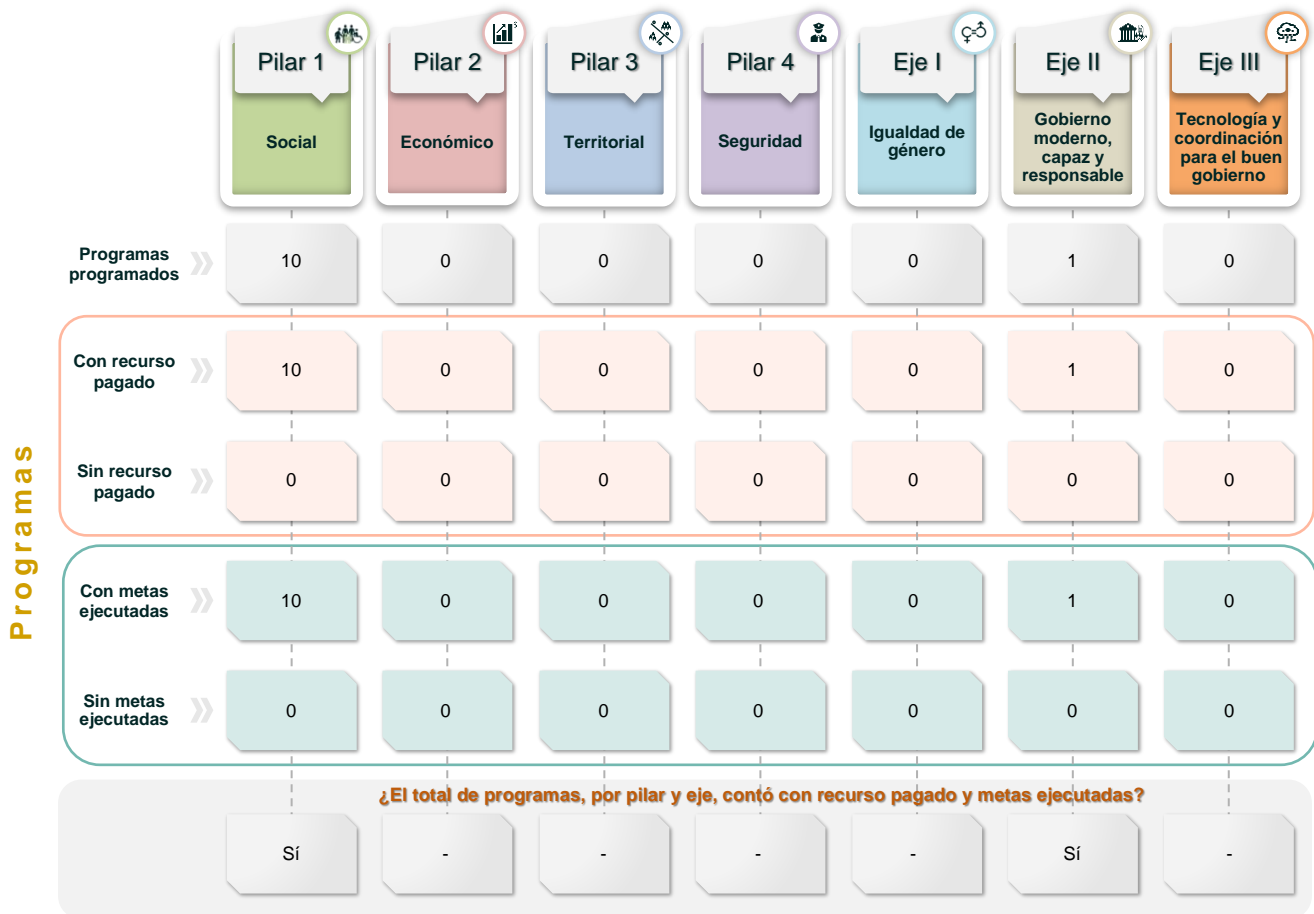 Pilar 1
Pilar 2
Pilar 3
Pilar 4
Eje I
Eje II
Eje III
Social
Económico
Territorial
Seguridad
Igualdad de
género
Gobierno
moderno,
capaz y
responsable
Tecnología y
coordinación
para el buen
gobierno
Programas
Programas
programados
10
0
0
0
0
1
0
Con recurso
pagado
10
0
0
0
0
1
0
Sin recurso
pagado
0
0
0
0
0
0
0
Con metas
ejecutadas
10
0
0
0
0
1
0
Sin metas
ejecutadas
0
0
0
0
0
0
0
¿El total de programas, por pilar y eje, contó con recurso pagado y metas ejecutadas?
Sí
-
-
-
-
Sí
-